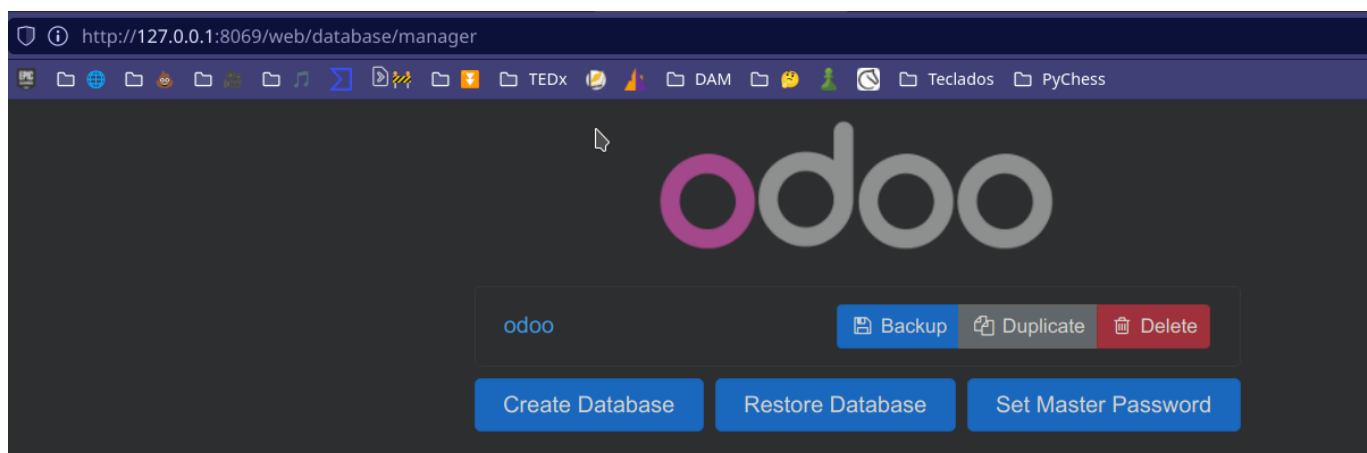 http://127.0.0.1:8069/web/database/manager
EPIC TEDx DAM Teclados PyChess
odoo
odoo Backup Duplicate Delete
Create Database Restore Database Set Master Password